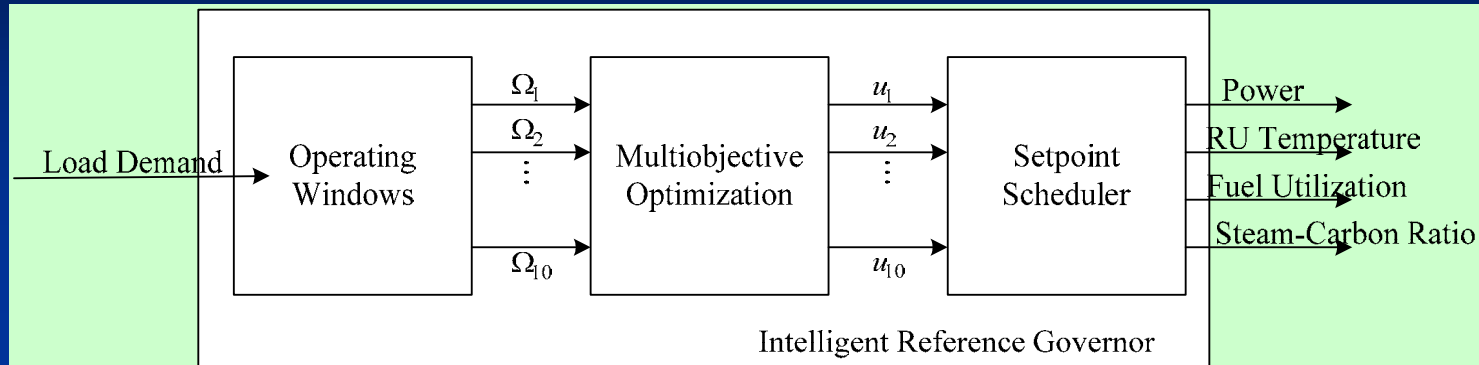 Load Demand
Operating
Windows
Ω1
Ω2
⋮
Ω10
Multiobjective
Optimization
u1
u2
⋮
u10
Setpoint
Scheduler
Power
RU Temperature
Fuel Utilization
Steam-Carbon Ratio
Intelligent Reference Governor